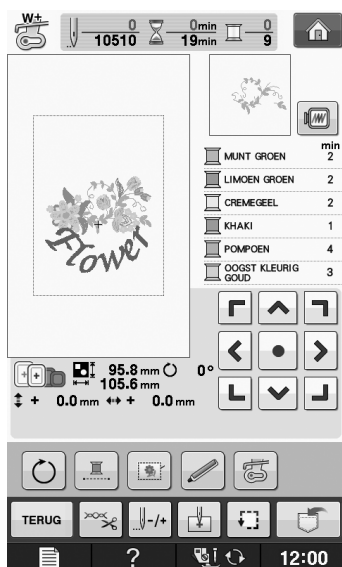 W+
0 0min 0
10510 19min 9
min
MUNT GROEN 2
LIMOEN GROEN 2
CREMEGEEL 2
KHAKI 1
POMPOEN 4
OOGST KLEURIG
GOUD 3
Flower
95.8 mm 0°
105.6 mm
+ 0.0 mm + 0.0 mm
TERUG -/+
? 12:00